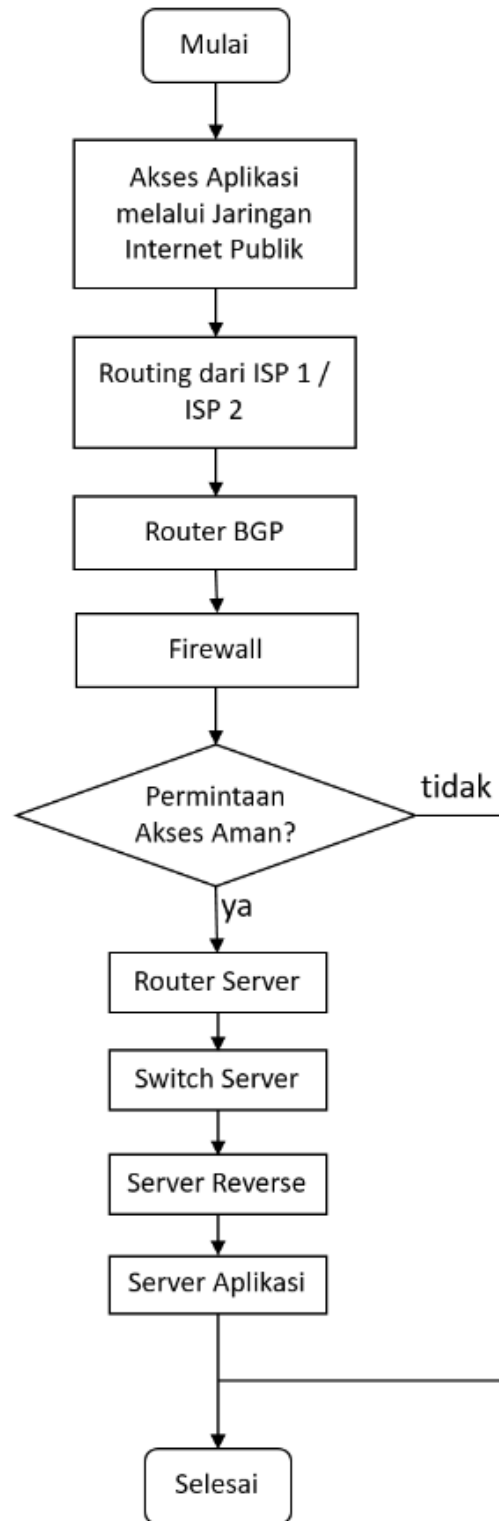 Mulai
Akses Aplikasi
melalui Jaringan
Internet Publik
Routing dari ISP 1 /
ISP 2
Router BGP
Firewall
Permintaan
Akses Aman?
tidak
ya
Router Server
Switch Server
Server Reverse
Server Aplikasi
Selesai